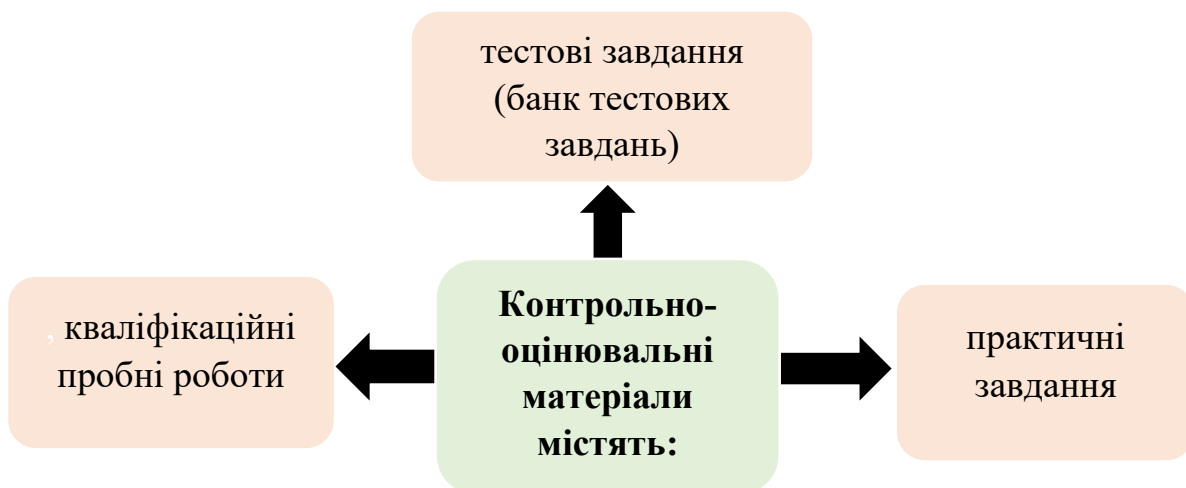 тестові завдання
(банк тестових
завдань)
, кваліфікаційні
пробні роботи
Контрольно-
оцінювальні
матеріали
містять:
практичні
завдання